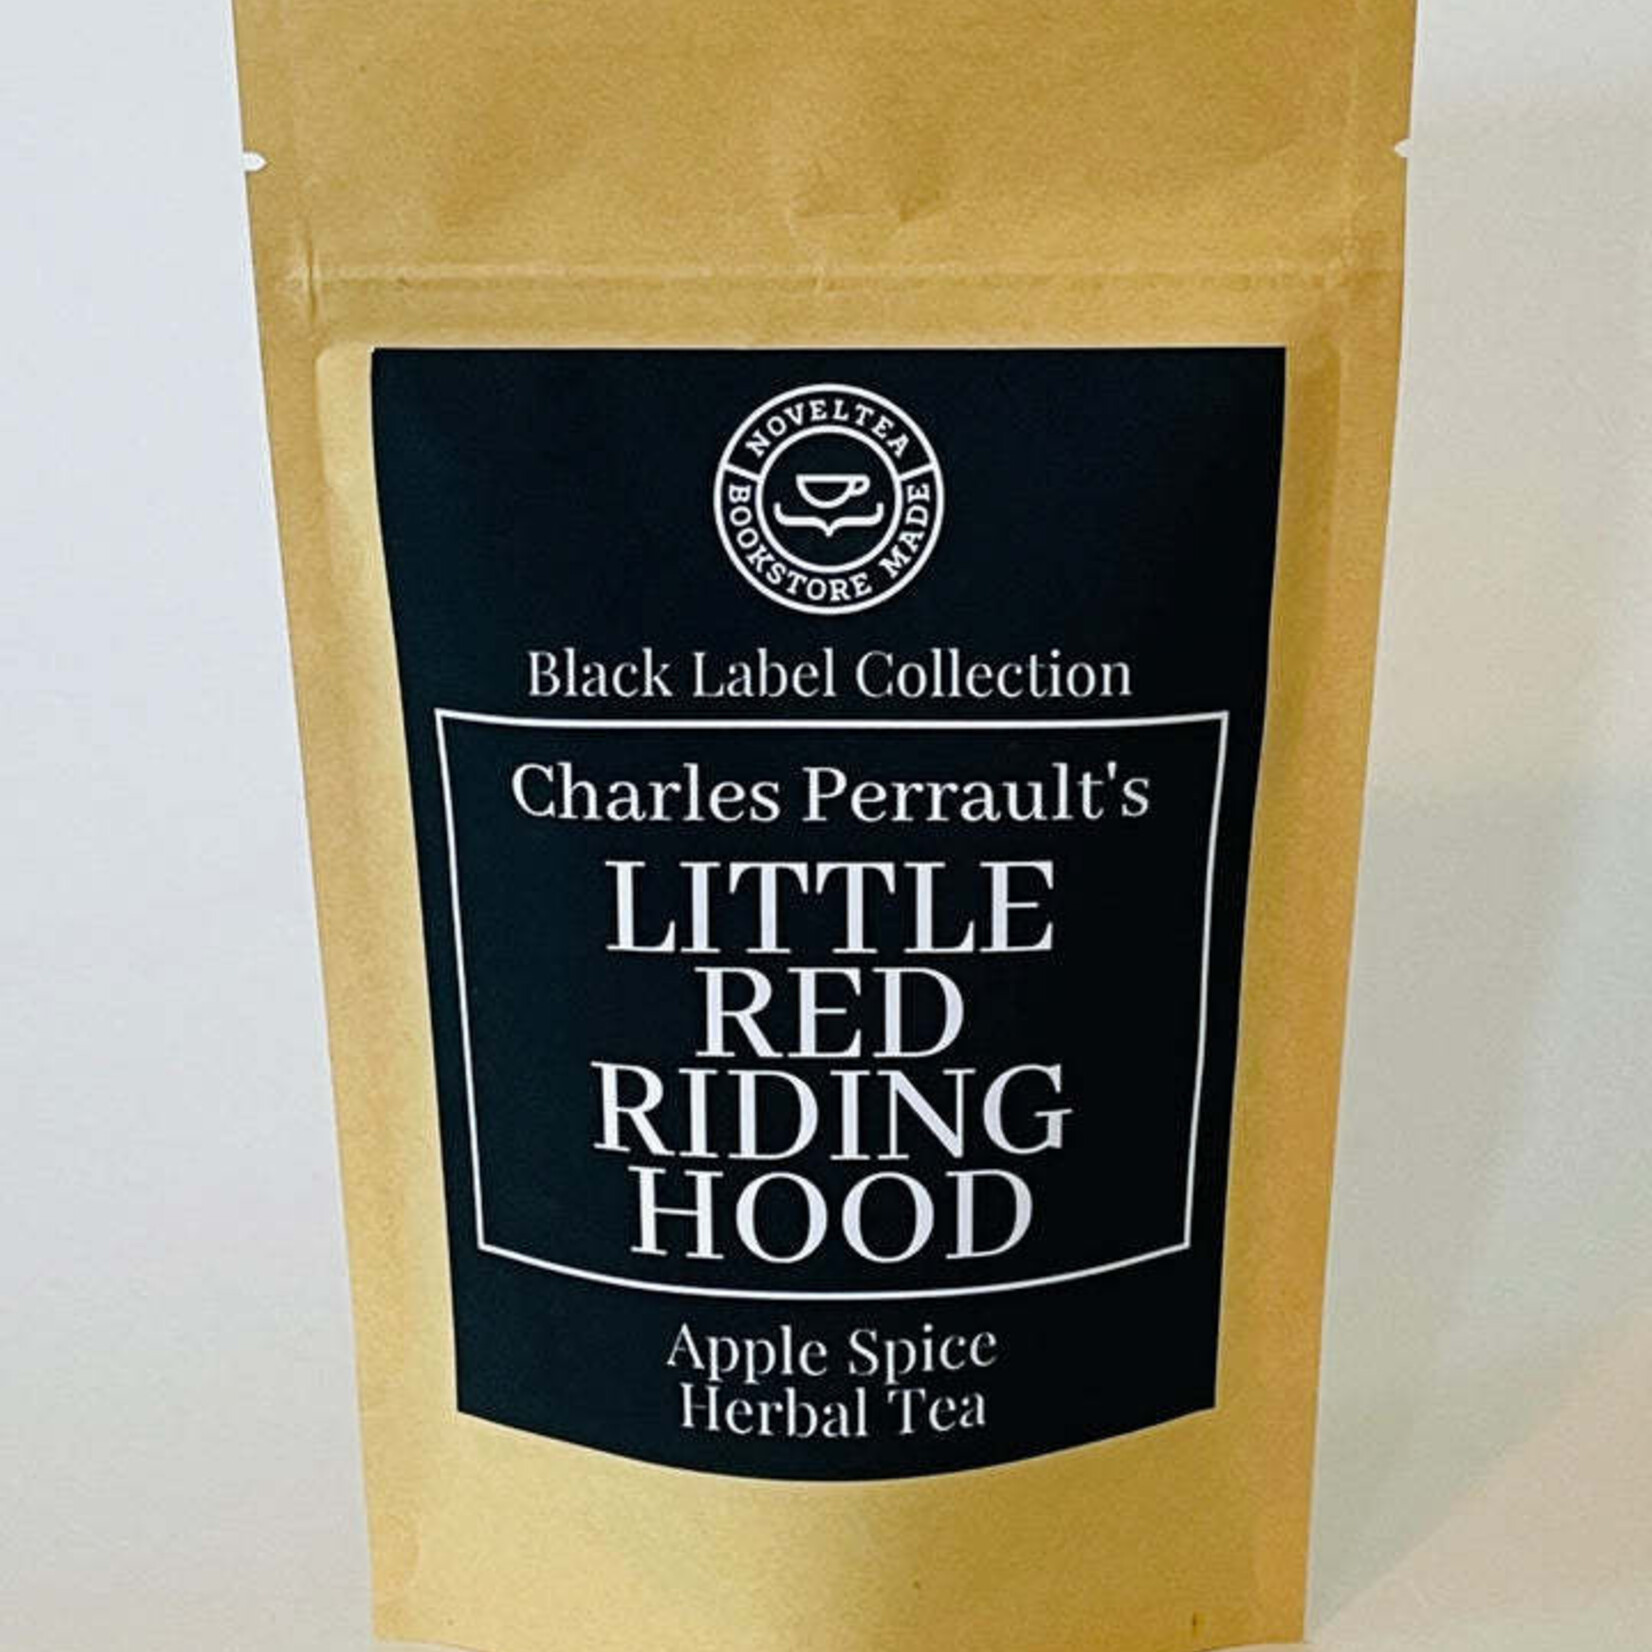 NOVELTEA
BOOKSTORE MADE
Black Label Collection
Charles Perrault's
LITTLE
RED
RIDING
HOOD
Apple Spice
Herbal Tea